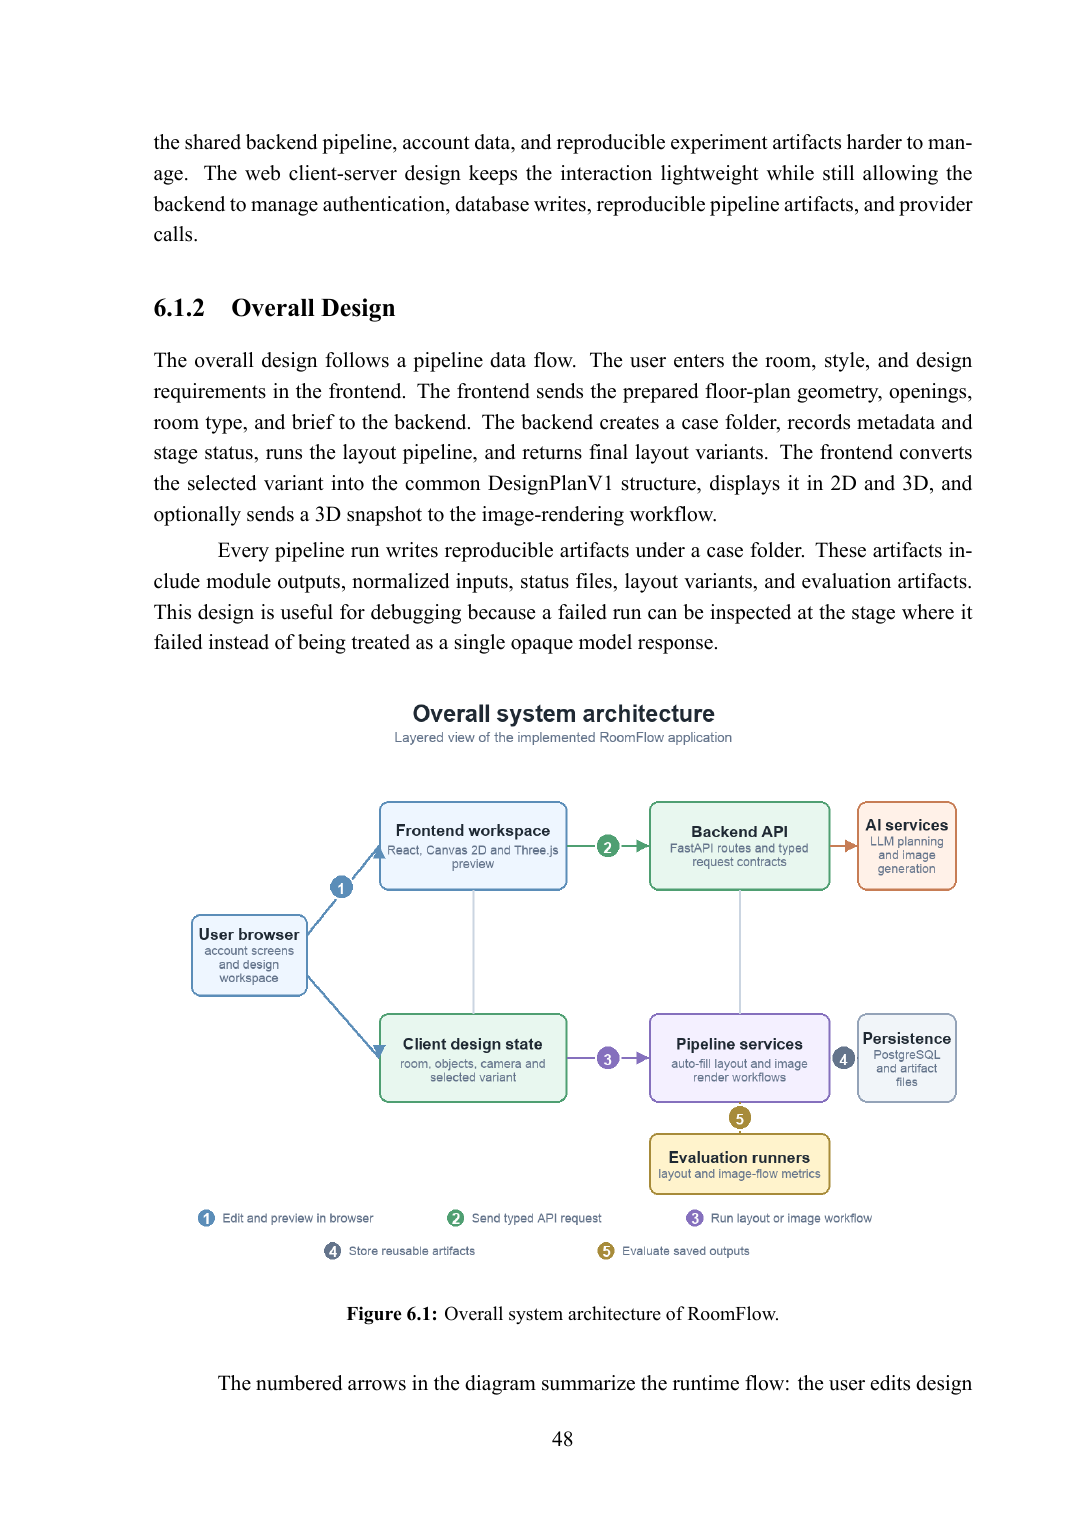 the shared backend pipeline, account data, and reproducible experiment artifacts harder to man-
age. The web client-server design keeps the interaction lightweight while still allowing the
backend to manage authentication, database writes, reproducible pipeline artifacts, and provider
calls.
6.1.2 Overall Design
The overall design follows a pipeline data flow. The user enters the room, style, and design
requirements in the frontend. The frontend sends the prepared floor-plan geometry, openings,
room type, and brief to the backend. The backend creates a case folder, records metadata and
stage status, runs the layout pipeline, and returns final layout variants. The frontend converts
the selected variant into the common DesignPlanV1 structure, displays it in 2D and 3D, and
optionally sends a 3D snapshot to the image-rendering workflow.
Every pipeline run writes reproducible artifacts under a case folder. These artifacts in-
clude module outputs, normalized inputs, status files, layout variants, and evaluation artifacts.
This design is useful for debugging because a failed run can be inspected at the stage where it
failed instead of being treated as a single opaque model response.
Overall system architecture
Layered view of the implemented RoomFlow application
Frontend workspace
React, Canvas 2D and Three.js
preview
2
Backend API
FastAPI routes and typed
request contracts
AI services
LLM planning
and image
generation
1
User browser
account screens
and design
workspace
Client design state
room, objects, camera and
selected variant
3
Pipeline services
auto-fill layout and image
render workflows
4
Persistence
PostgreSQL
and artifact
files
5
Evaluation runners
layout and image-flow metrics
1 Edit and preview in browser
2 Send typed API request
3 Run layout or image workflow
4 Store reusable artifacts
5 Evaluate saved outputs
Figure 6.1: Overall system architecture of RoomFlow.
The numbered arrows in the diagram summarize the runtime flow: the user edits design
48